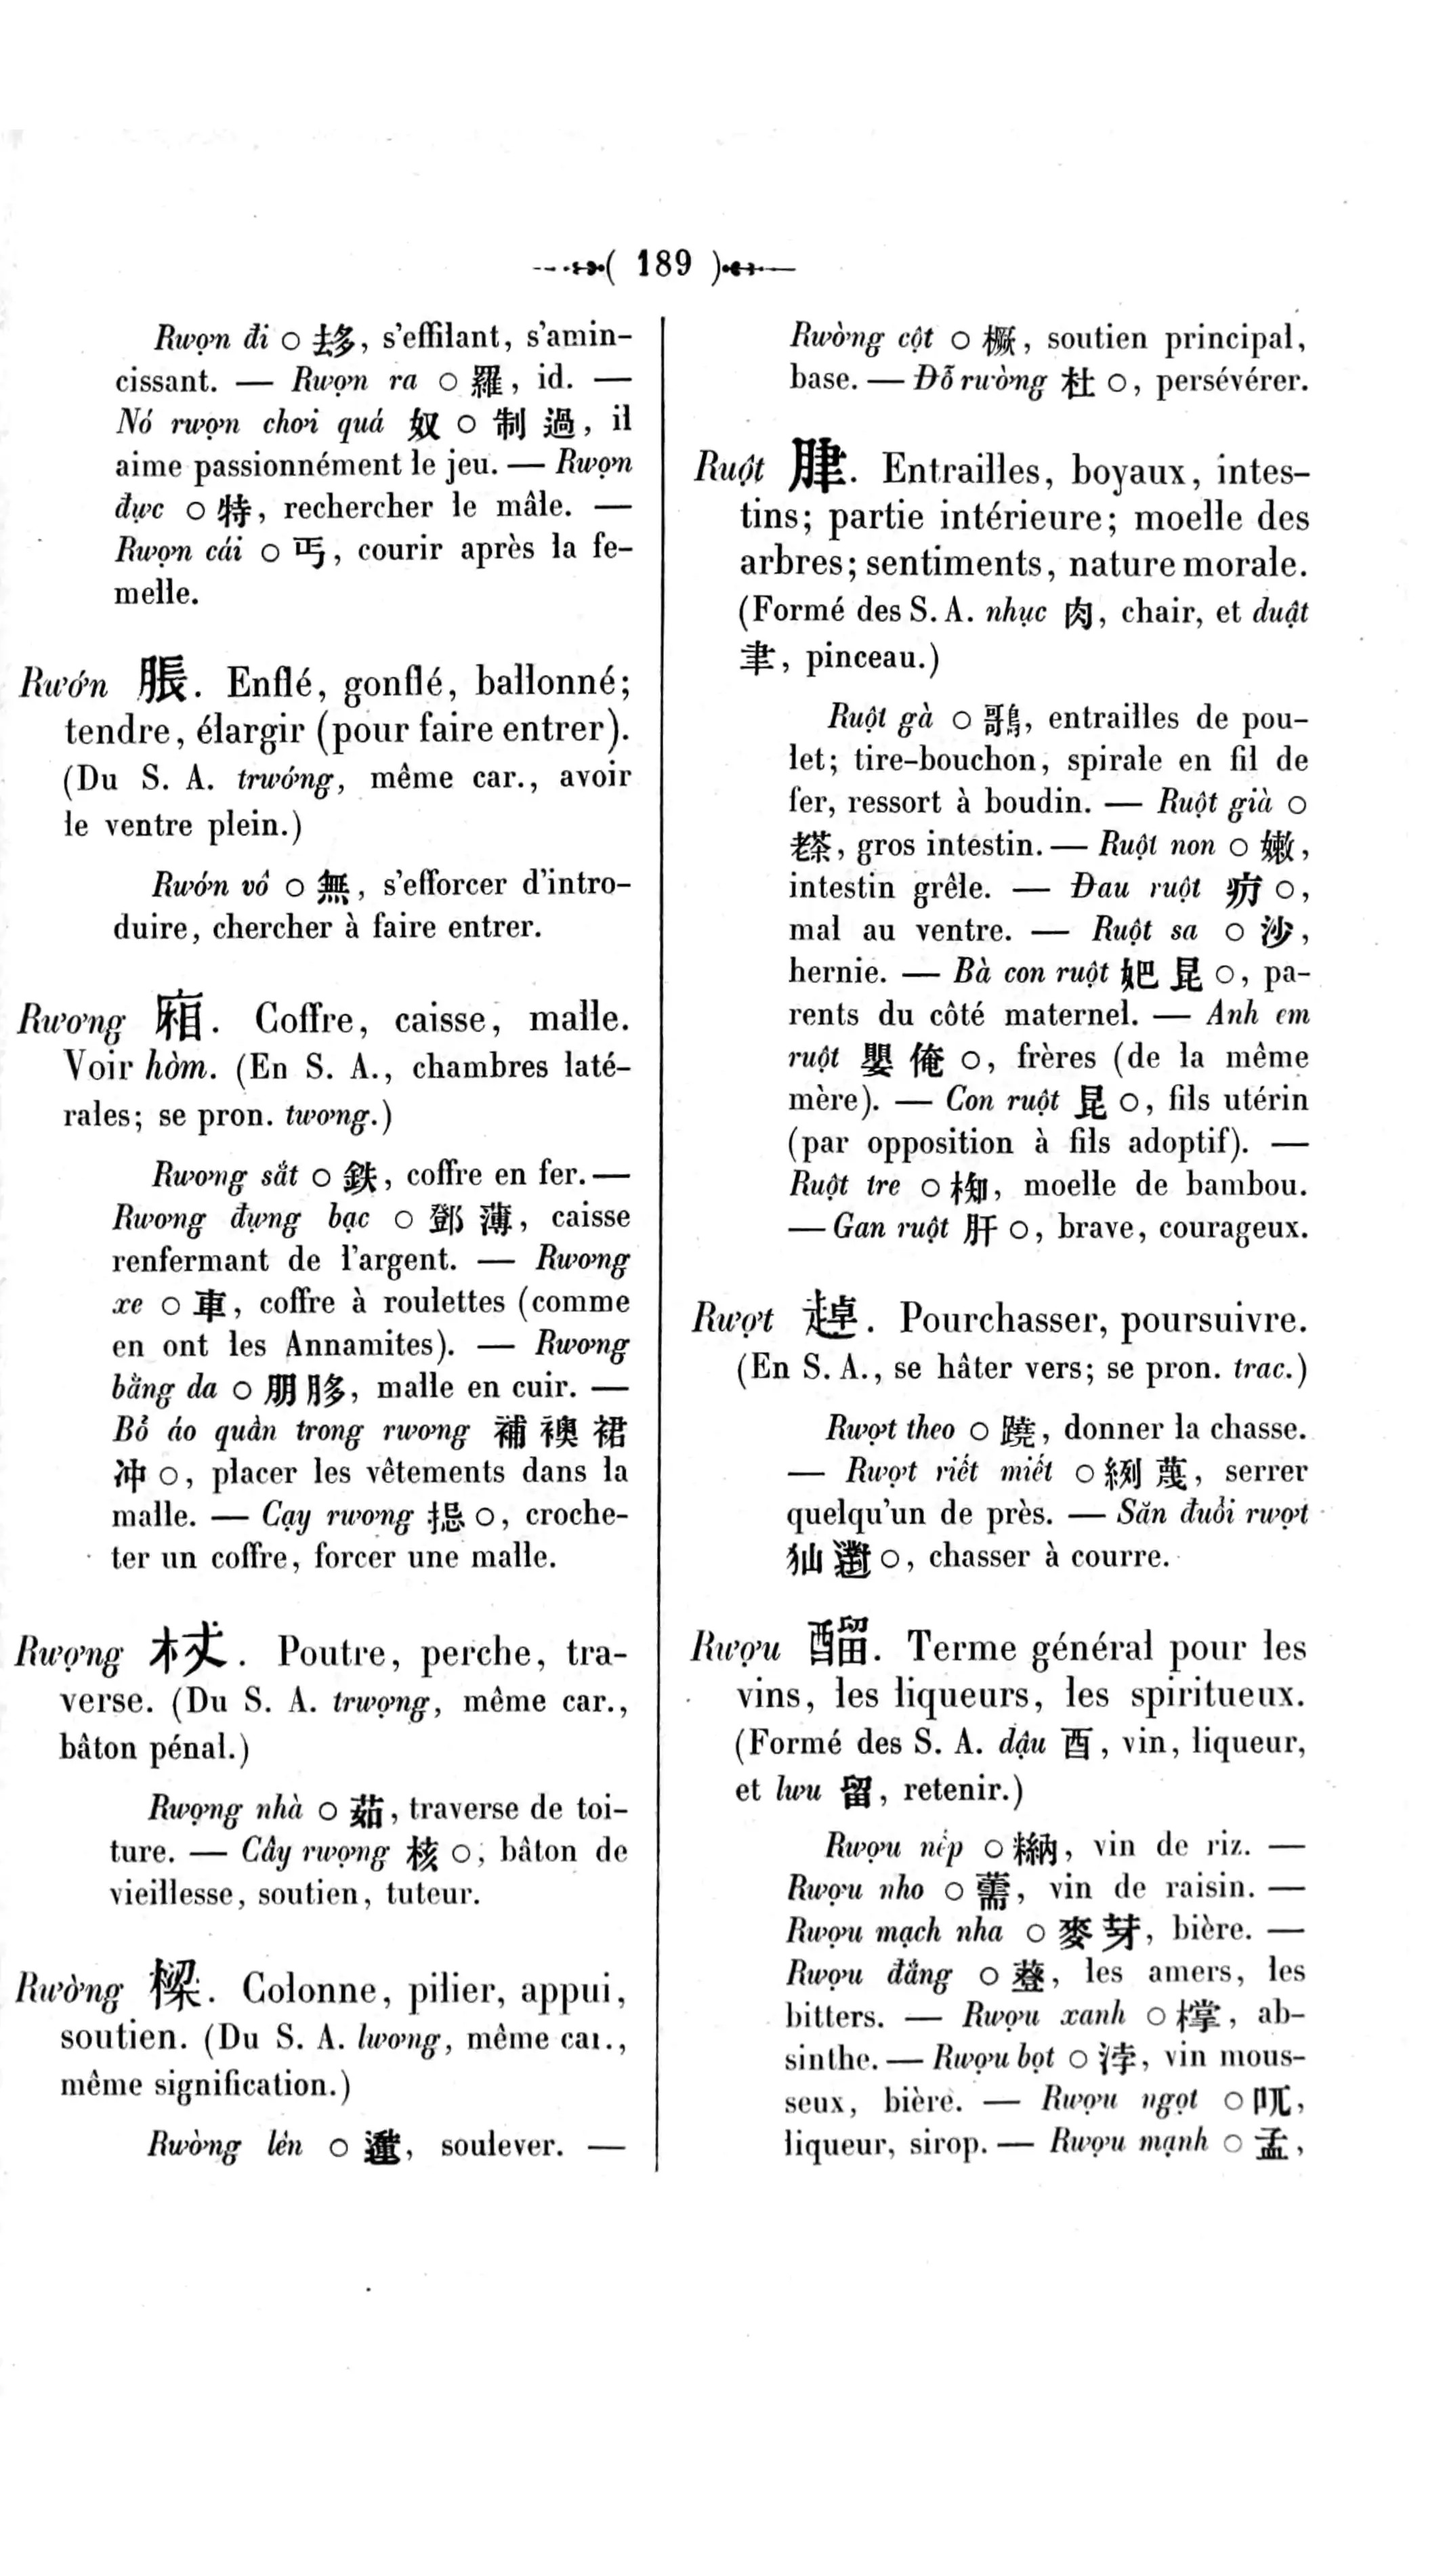 ( 189 )
Rượn đi ○ 𠫾, s'effilant, s'amin-
cissant. — Rượn ra ○ 羅, id. —
Nó rượn chơi quá 奴 ○ 制 過, il
aime passionnément le jeu. — Rượn
đực ○ 特, rechercher le mâle. —
Rượn cái ○ 丐, courir après la fe-
melle.
Rướn 脹. Enflé, gonflé, ballonné;
tendre, élargir (pour faire entrer).
(Du S. A. trướng, même car., avoir
le ventre plein.)
Rướn vô ○ 無, s'efforcer d'intro-
duire, chercher à faire entrer.
Rương 廂. Coffre, caisse, malle.
Voir hòm. (En S. A., chambres laté-
rales; se pron. tương.)
Rương sắt ○ 鉄, coffre en fer. —
Rương đựng bạc ○ 鄧 薄, caisse
renfermant de l'argent. — Rương
xe ○ 車, coffre à roulettes (comme
en ont les Annamites). — Rương
bằng da ○ 朋 䏧, malle en cuir. —
Bỏ áo quần trong rương 補 襖 裙
冲 ○, placer les vêtements dans la
malle. — Cạy rương ○, croche-
ter un coffre, forcer une malle.
Rượng 杖. Poutre, perche, tra-
verse. (Du S. A. trượng, même car.,
bâton pénal.)
Rượng nhà ○ 茹, traverse de toi-
ture. — Cây rượng 核 ○, bâton de
vieillesse, soutien, tuteur.
Rường 樑. Colonne, pilier, appui,
soutien. (Du S. A. lương, même car.,
même signification.)
Rường lên ○, soulever. —
Rường cột ○ 橛, soutien principal,
base. — Đỗ rường 杜 ○, persévérer.
Ruột 𦛌. Entrailles, boyaux, intes-
tins; partie intérieure; moelle des
arbres; sentiments, nature morale.
(Formé des S. A. nhục 肉, chair, et duật
聿, pinceau.)
Ruột gà ○ 𪃿, entrailles de pou-
let; tire-bouchon, spirale en fil de
fer, ressort à boudin. — Ruột già ○
𦓅, gros intestin. — Ruột non ○ 嫩,
intestin grêle. — Đau ruột 疠 ○,
mal au ventre. — Ruột sa ○ 沙,
hernie. — Bà con ruột 妑 昆 ○, pa-
rents du côté maternel. — Anh em
ruột 嬰 俺 ○, frères (de la même
mère). — Con ruột 昆 ○, fils utérin
(par opposition à fils adoptif). —
Ruột tre ○ 椥, moelle de bambou.
— Gan ruột 肝 ○, brave, courageux.
Rượt 趠. Pourchasser, poursuivre.
(En S. A., se hâter vers; se pron. trac.)
Rượt theo ○ 蹺, donner la chasse.
— Rượt riết miết ○ 蔑, serrer
quelqu'un de près. — Săn đuổi rượt
○, chasser à courre.
Rượu 䤗. Terme général pour les
vins, les liqueurs, les spiritueux.
(Formé des S. A. dậu 酉, vin, liqueur,
et lưu 留, retenir.)
Rượu nếp ○, vin de riz. —
Rượu nho ○, vin de raisin. —
Rượu mạch nha ○ 麥 芽, bière. —
Rượu đắng ○, les amers, les
bitters. — Rượu xanh ○ 橕, ab-
sinthe. — Rượu bọt ○ 浡, vin mous-
seux, bière. — Rượu ngọt ○ 吭,
liqueur, sirop. — Rượu mạnh ○ 孟,